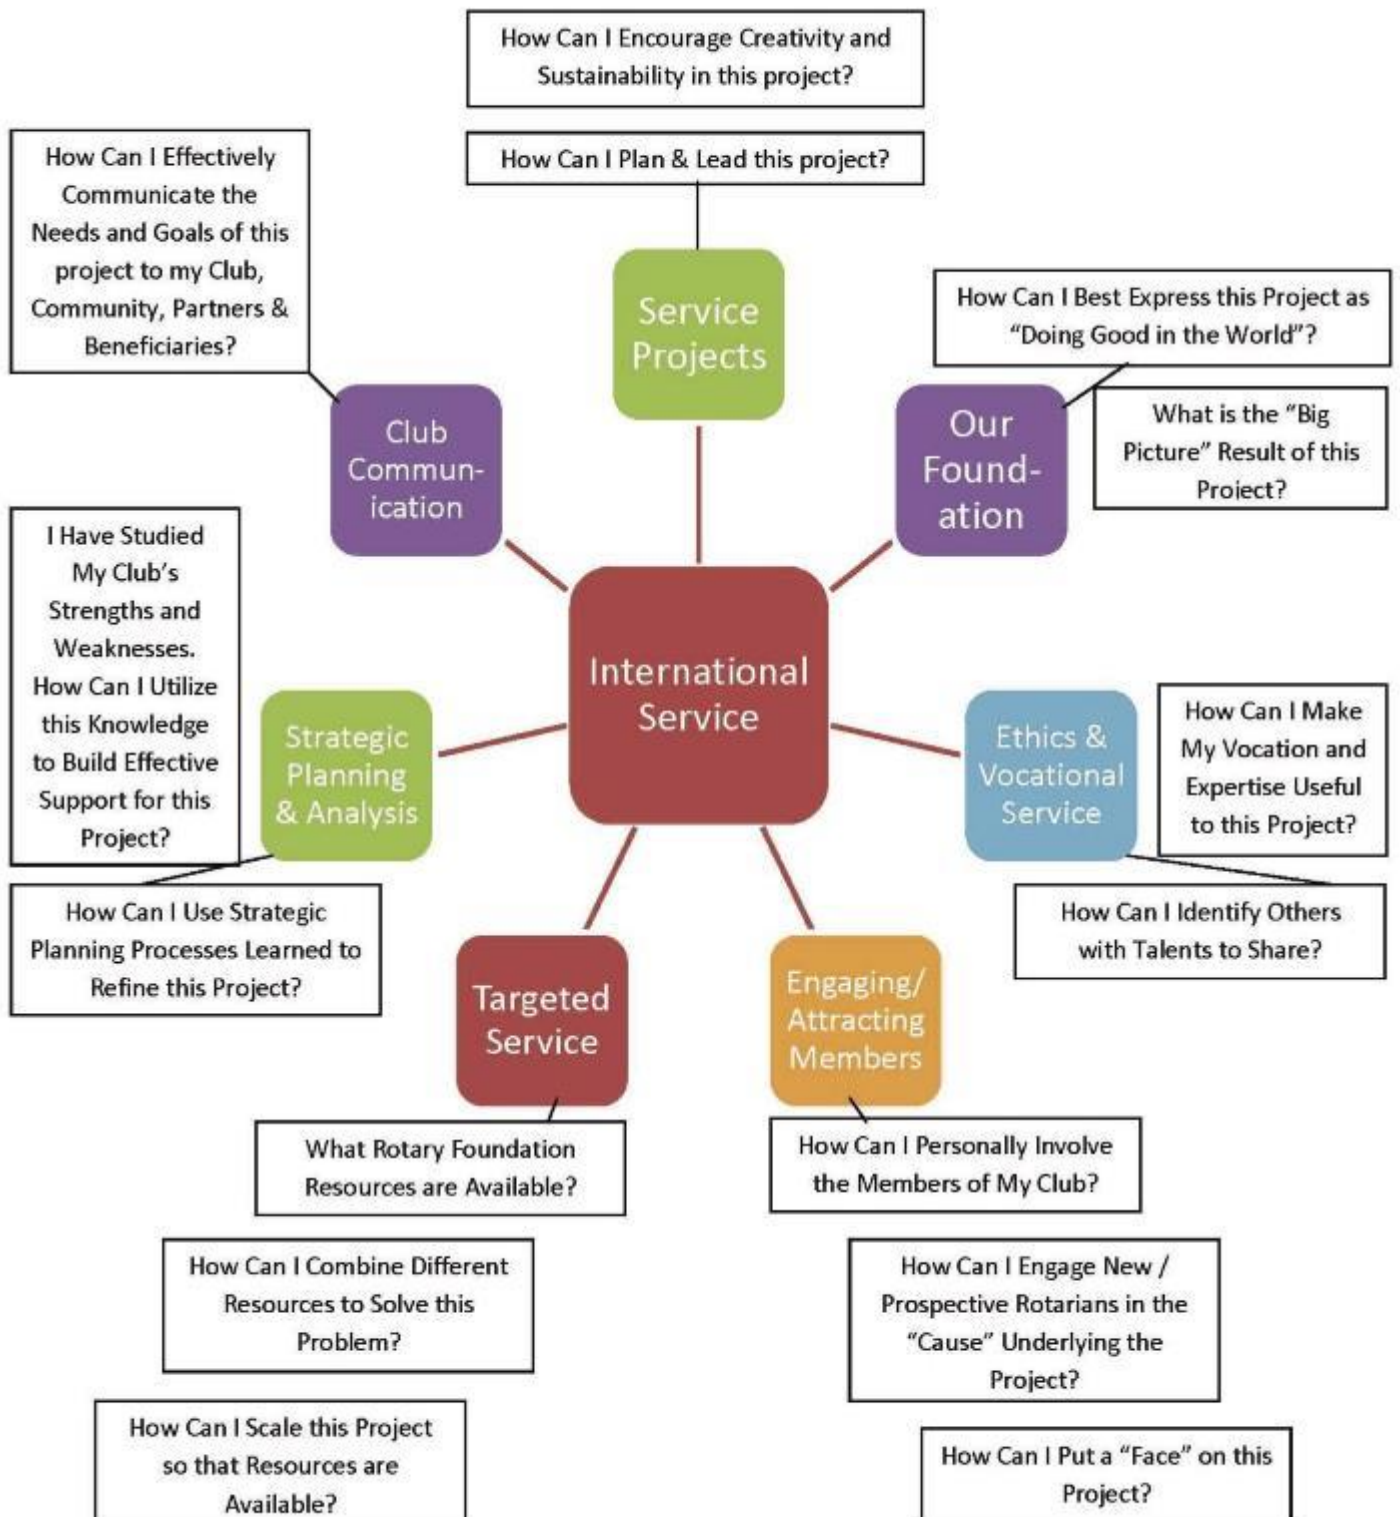 How Can I Encourage Creativity and
Sustainability in this project?
How Can I Plan & Lead this project?
How Can I Effectively
Communicate the
Needs and Goals of this
project to my Club,
Community, Partners &
Beneficiaries?
Service
Projects
How Can I Best Express this Project as
“Doing Good in the World”?
Club
Commun-
ication
Our
Found-
ation
What is the “Big
Picture” Result of this
Project?
I Have Studied
My Club’s
Strengths and
Weaknesses.
How Can I Utilize
this Knowledge
to Build Effective
Support for this
Project?
International
Service
Strategic
Planning
& Analysis
Ethics &
Vocational
Service
How Can I Make
My Vocation and
Expertise Useful
to this Project?
How Can I Use Strategic
Planning Processes Learned to
Refine this Project?
How Can I Identify Others
with Talents to Share?
Targeted
Service
Engaging/
Attracting
Members
What Rotary Foundation
Resources are Available?
How Can I Personally Involve
the Members of My Club?
How Can I Combine Different
Resources to Solve this
Problem?
How Can I Engage New /
Prospective Rotarians in the
“Cause” Underlying the
Project?
How Can I Scale this Project
so that Resources are
Available?
How Can I Put a “Face” on this
Project?